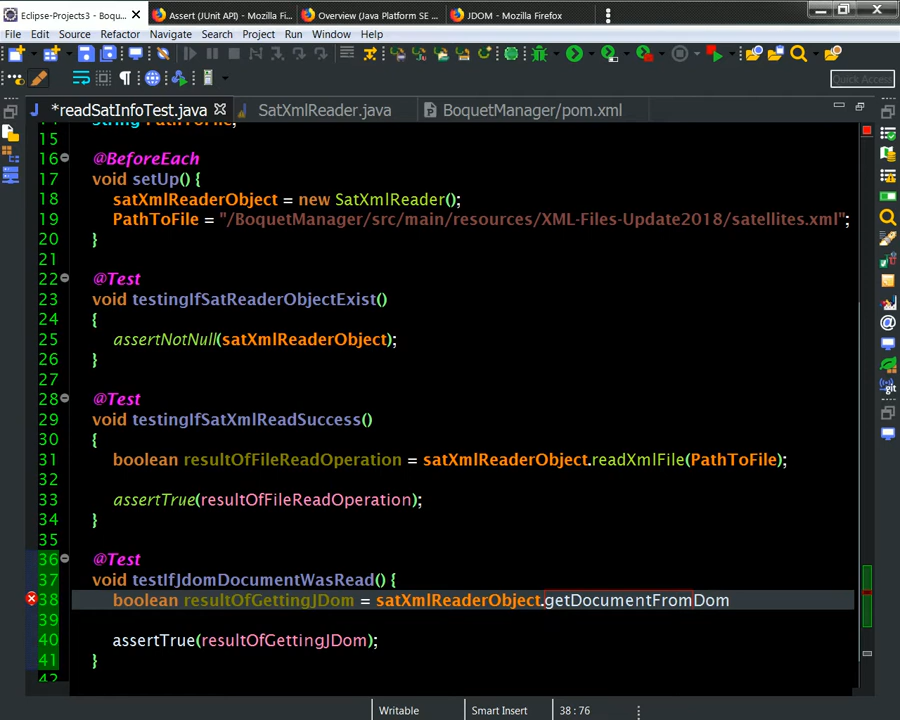 Eclipse-Projects3 - Boquet...
Assert (JUnit API) - Mozilla Fi...
Overview (Java Platform SE ...
JDOM - Mozilla Firefox
File Edit Source Refactor Navigate Search Project Run Window Help
Quick Access
*readSatInfoTest.java
SatXmlReader.java
BoquetManager/pom.xml
15
16 @BeforeEach
17 void setUp() {
18 satXmlReaderObject = new SatXmlReader();
19 PathToFile = "/BoquetManager/src/main/resources/XML-Files-Update2018/satellites.xml";
20 }
21
22 @Test
23 void testingIfSatReaderObjectExist()
24 {
25 assertNotNull(satXmlReaderObject);
26 }
27
28 @Test
29 void testingIfSatXmlReadSuccess()
30 {
31 boolean resultOfFileReadOperation = satXmlReaderObject.readXmlFile(PathToFile);
32
33 assertTrue(resultOfFileReadOperation);
34 }
35
36 @Test
37 void testIfJdomDocumentWasRead() {
38 boolean resultOfGettingJDom = satXmlReaderObject.getDocumentFromDom
40 assertTrue(resultOfGettingJDom);
41 }
42
Writable Smart Insert 38 : 76